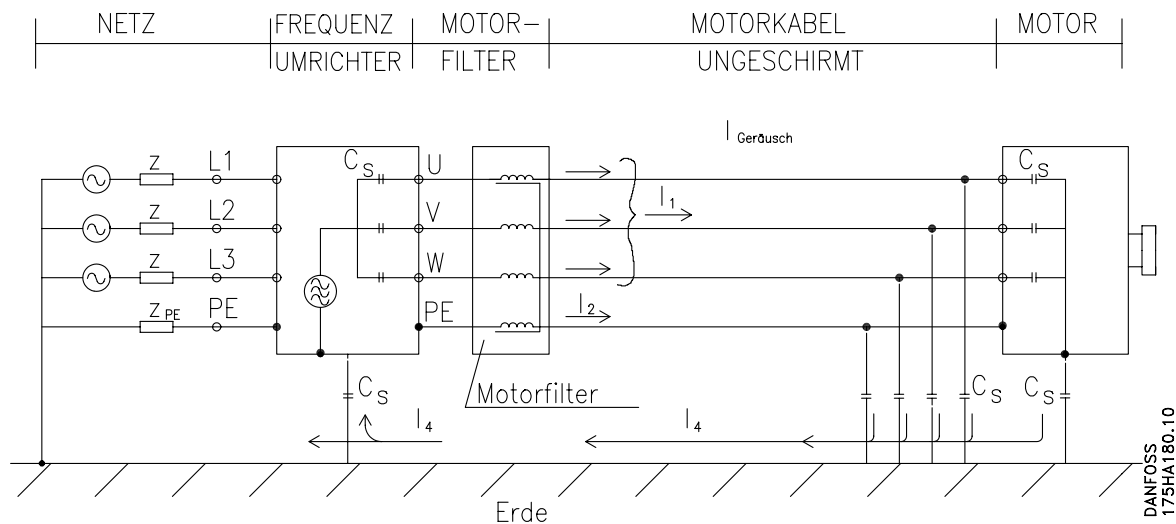 NETZ
FREQUENZ
UMRICHTER
MOTOR-
FILTER
MOTORKABEL
UNGESCHIRMT
MOTOR
I Geräusch
Z L1 C S U C S
Z L2 V I 1
Z L3 W
Z PE PE PE I 2
C S Motorfilter C S C S
I 4 I 4
Erde
DANFOSS
175HA180.10